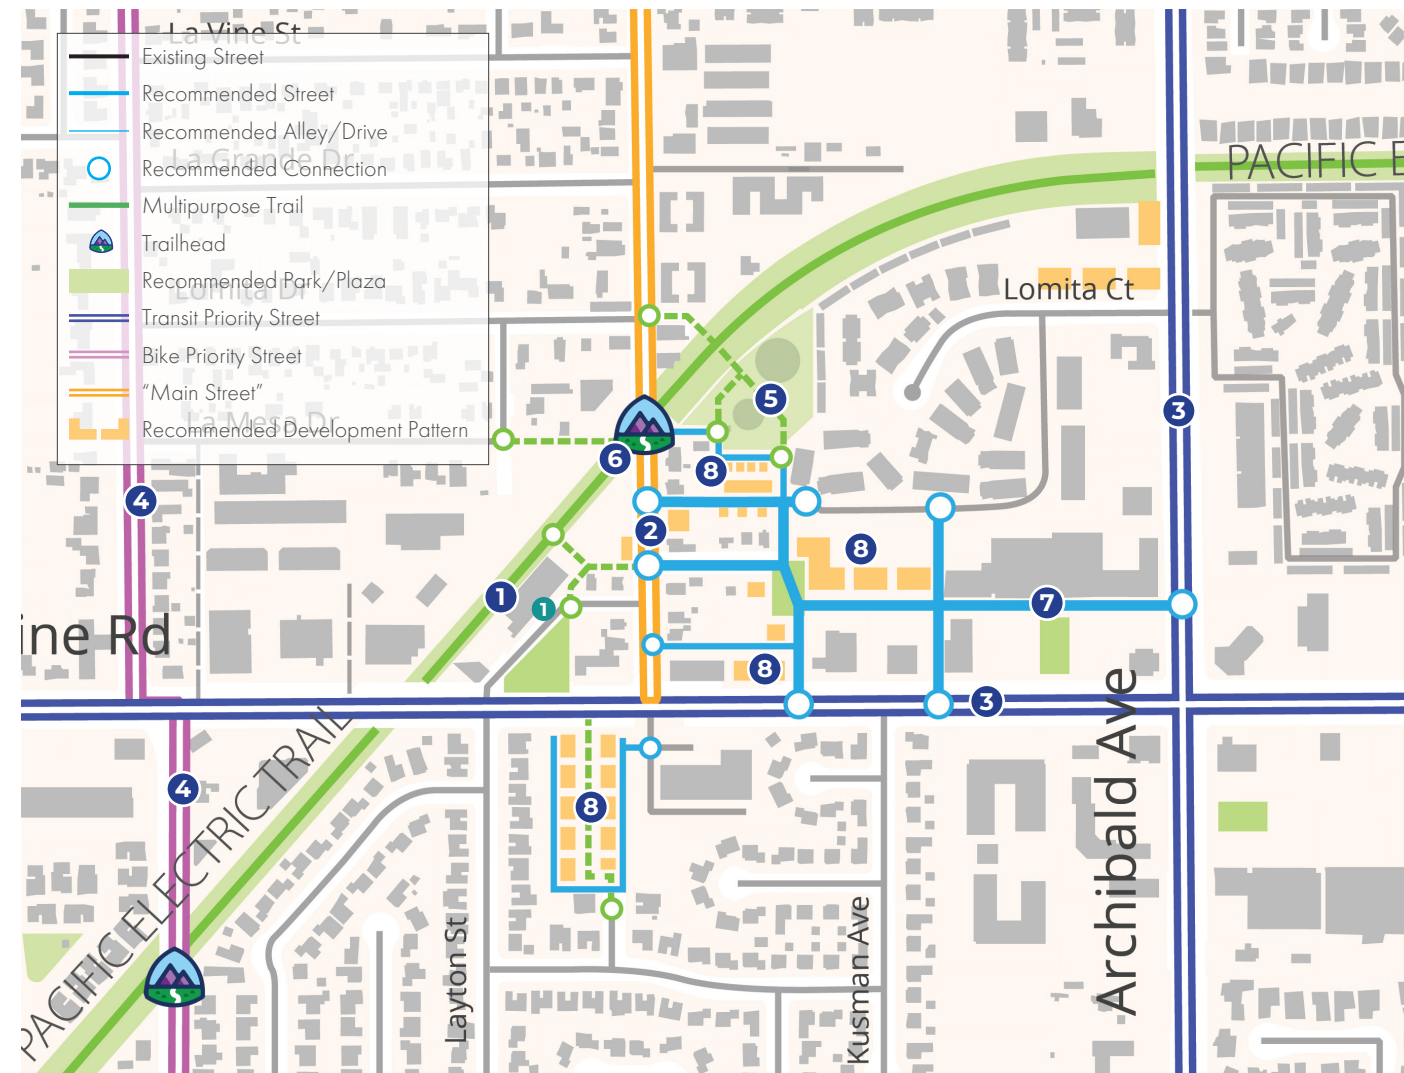 La Vine St
Existing Street
Recommended Street
Recommended Alley/Drive
La Grande Dr
Recommended Connection
Multipurpose Trail
Trailhead
Recommended Park/Plaza
Lomita Dr
Transit Priority Street
Bike Priority Street
"Main Street"
La Mesa Dr
Recommended Development Pattern
PACIFIC E
Lomita Ct
5
3
6
8
4
2
8
1
1
7
ine Rd
8
3
Archibald Ave
4
8
PACIFIC ELECTRIC TRAIL
Layton St
Kusman Ave